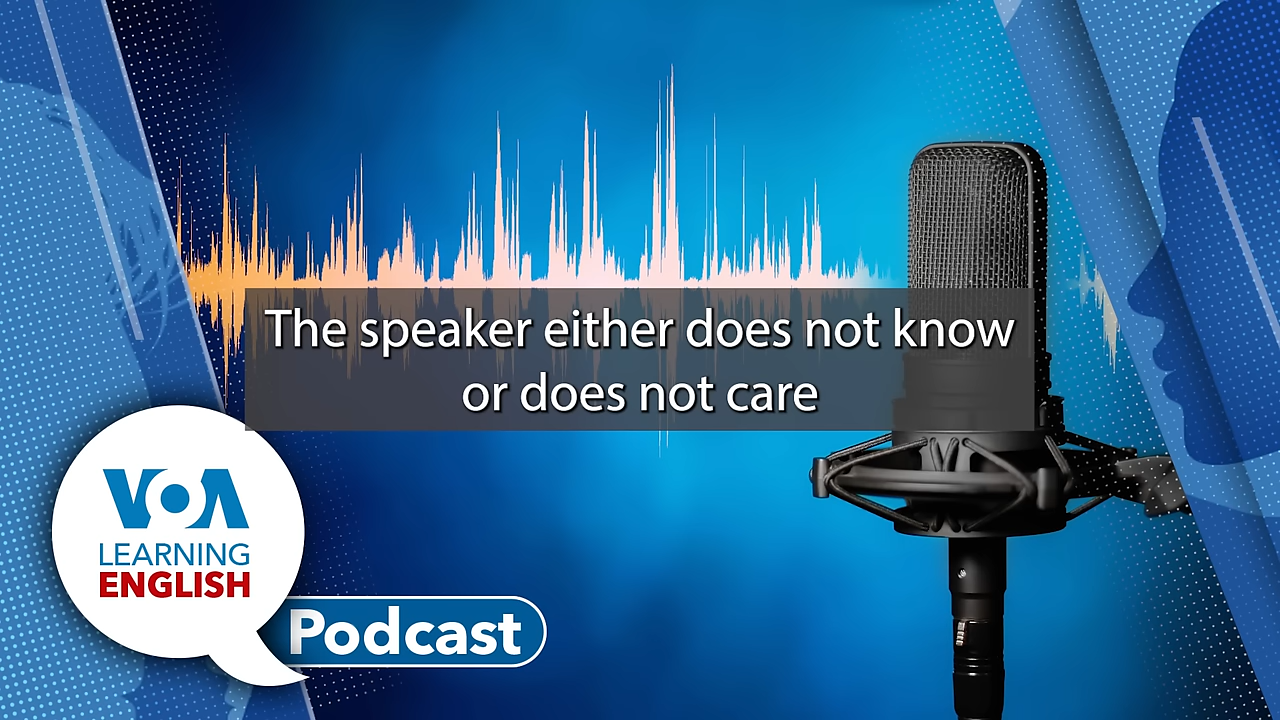 The speaker either does not know
or does not care
VOA
LEARNING
ENGLISH
Podcast